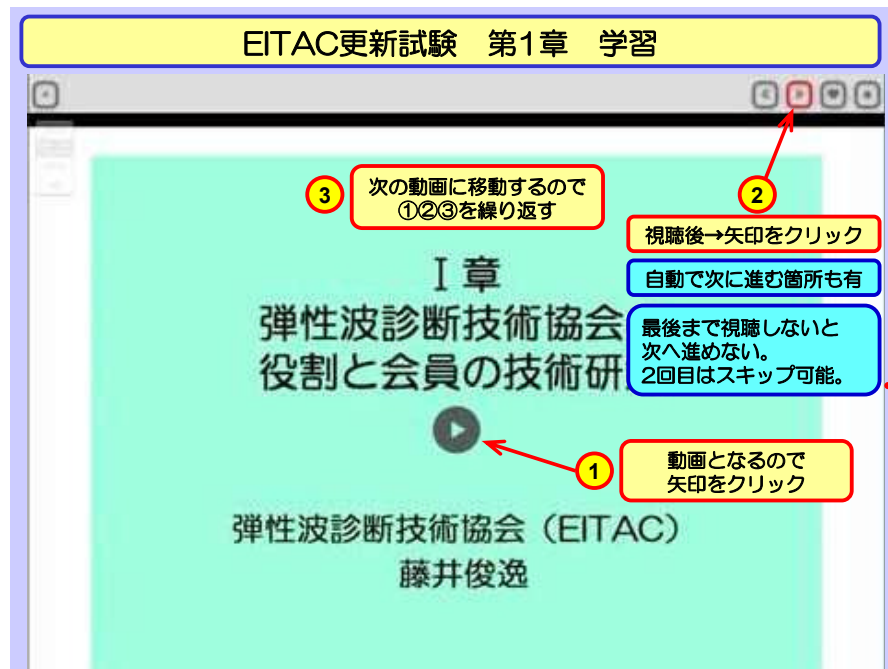 EITAC更新試験　第1章　学習
3
次の動画に移動するので
①②③を繰り返す
2
視聴後→矢印をクリック
自動で次に進む箇所も有
最後まで視聴しないと
次へ進めない。
2回目はスキップ可能。
Ⅰ章
弾性波診断技術協会
役割と会員の技術研
1
動画となるので
矢印をクリック
弾性波診断技術協会（EITAC）
藤井俊逸